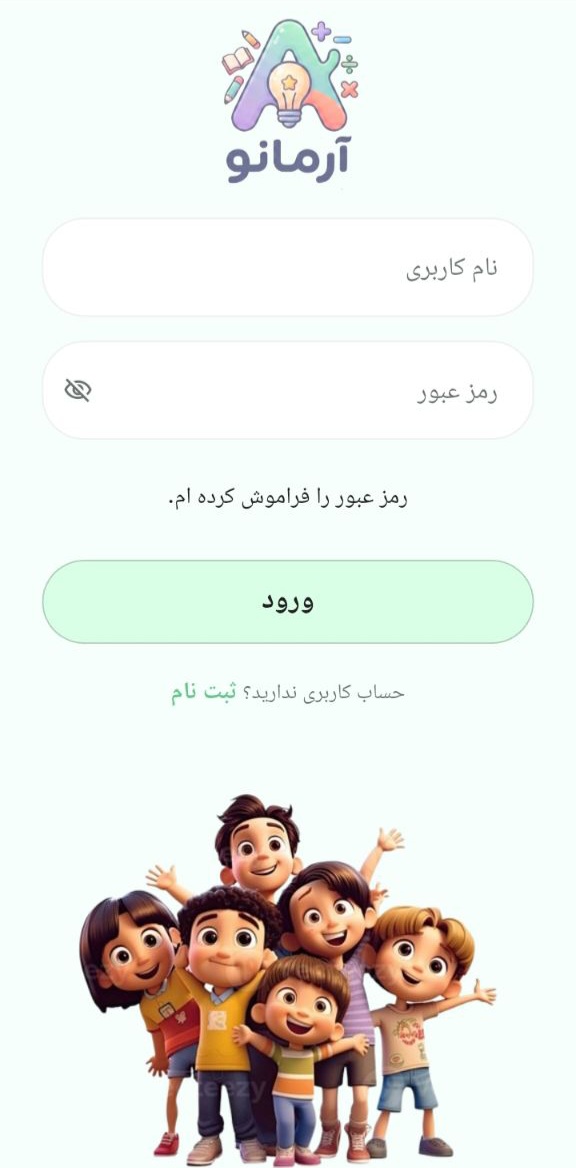 آرمانو
نام کاربری
رمز عبور
رمز عبور را فراموش کرده ام.
ورود
حساب کاربری ندارید؟ ثبت نام